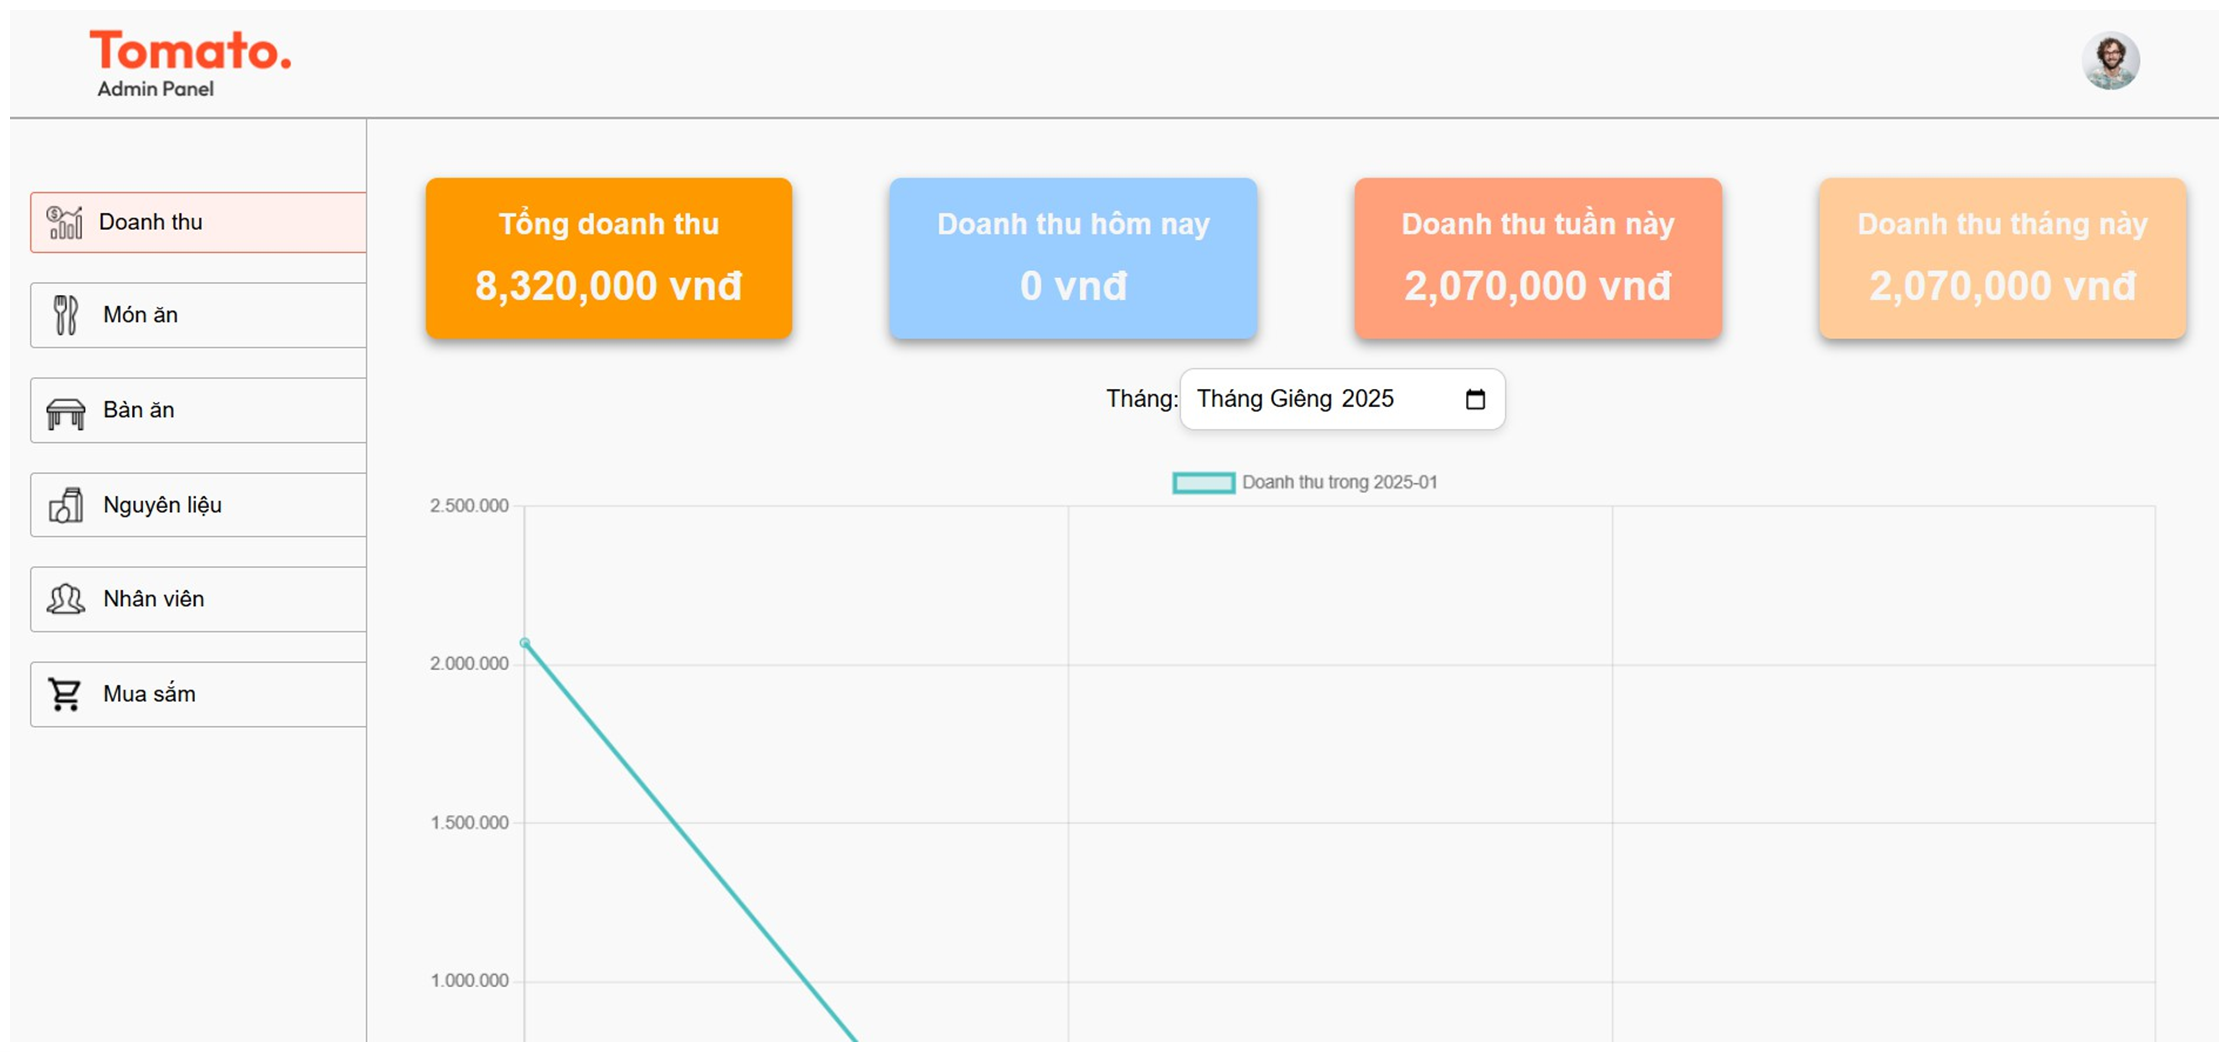 Tomato.
Admin Panel
Doanh thu
Món ăn
Bàn ăn
Nguyên liệu
Nhân viên
Mua sắm
Tổng doanh thu
8,320,000 vnđ
Doanh thu hôm nay
0 vnđ
Doanh thu tuần này
2,070,000 vnđ
Doanh thu tháng này
2,070,000 vnđ
Tháng: Tháng Giêng 2025
Doanh thu trong 2025-01
2.500.000
2.000.000
1.500.000
1.000.000